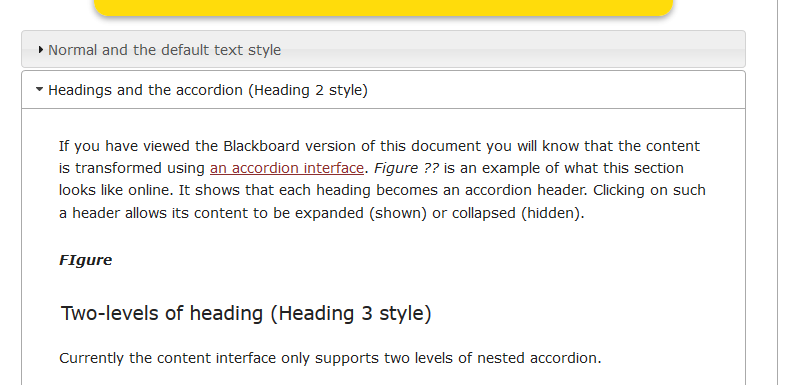 Normal and the default text style
Headings and the accordion (Heading 2 style)
If you have viewed the Blackboard version of this document you will know that the content
is transformed using an accordion interface. Figure ?? is an example of what this section
looks like online. It shows that each heading becomes an accordion header. Clicking on such
a header allows its content to be expanded (shown) or collapsed (hidden).
FIgure
Two-levels of heading (Heading 3 style)
Currently the content interface only supports two levels of nested accordion.